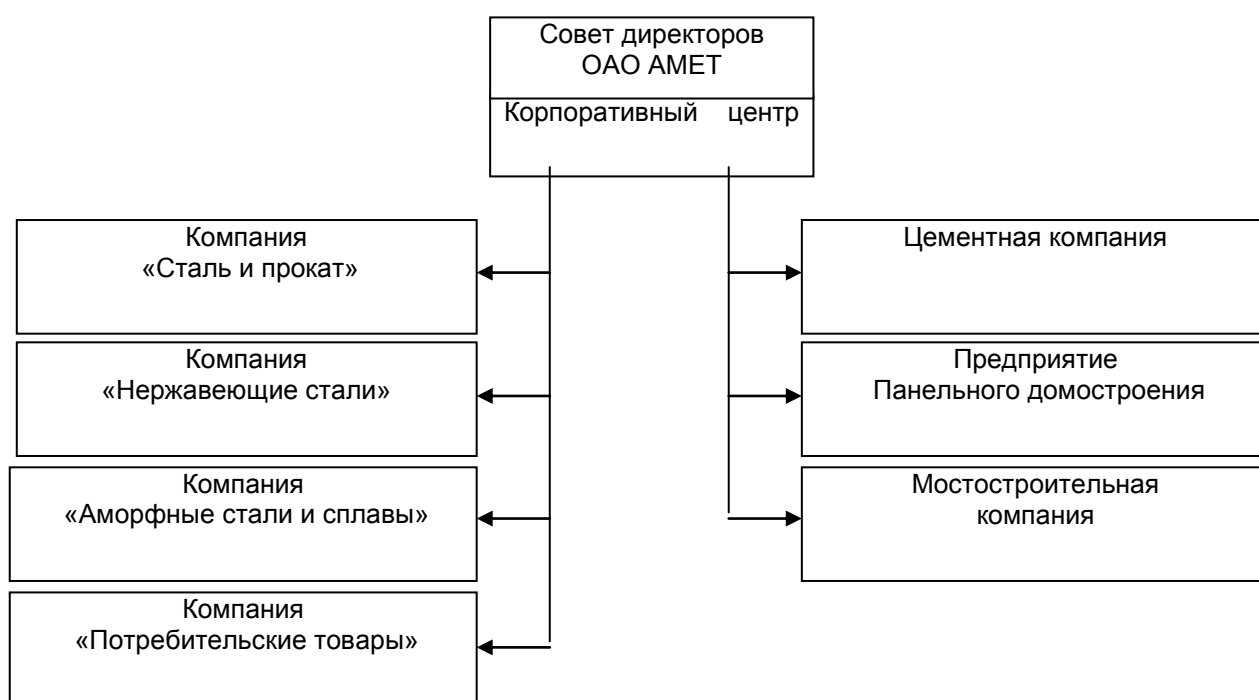 Совет директоров
ОАО АМЕТ
Корпоративный центр
Компания
«Сталь и прокат»
Компания
«Нержавеющие стали»
Компания
«Аморфные стали и сплавы»
Компания
«Потребительские товары»
Цементная компания
Предприятие
Панельного домостроения
Мостостроительная
компания